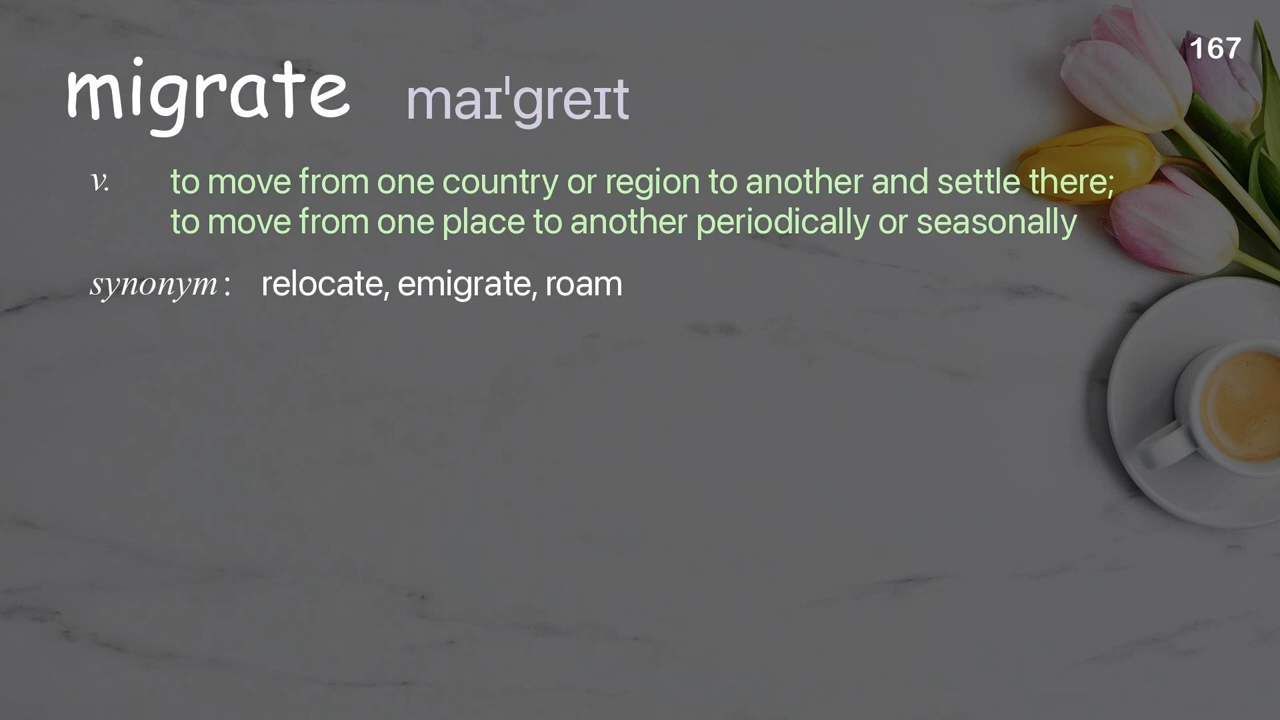 167
migrate maɪˈgreɪt
v. to move from one country or region to another and settle there;
to move from one place to another periodically or seasonally
synonym : relocate, emigrate, roam